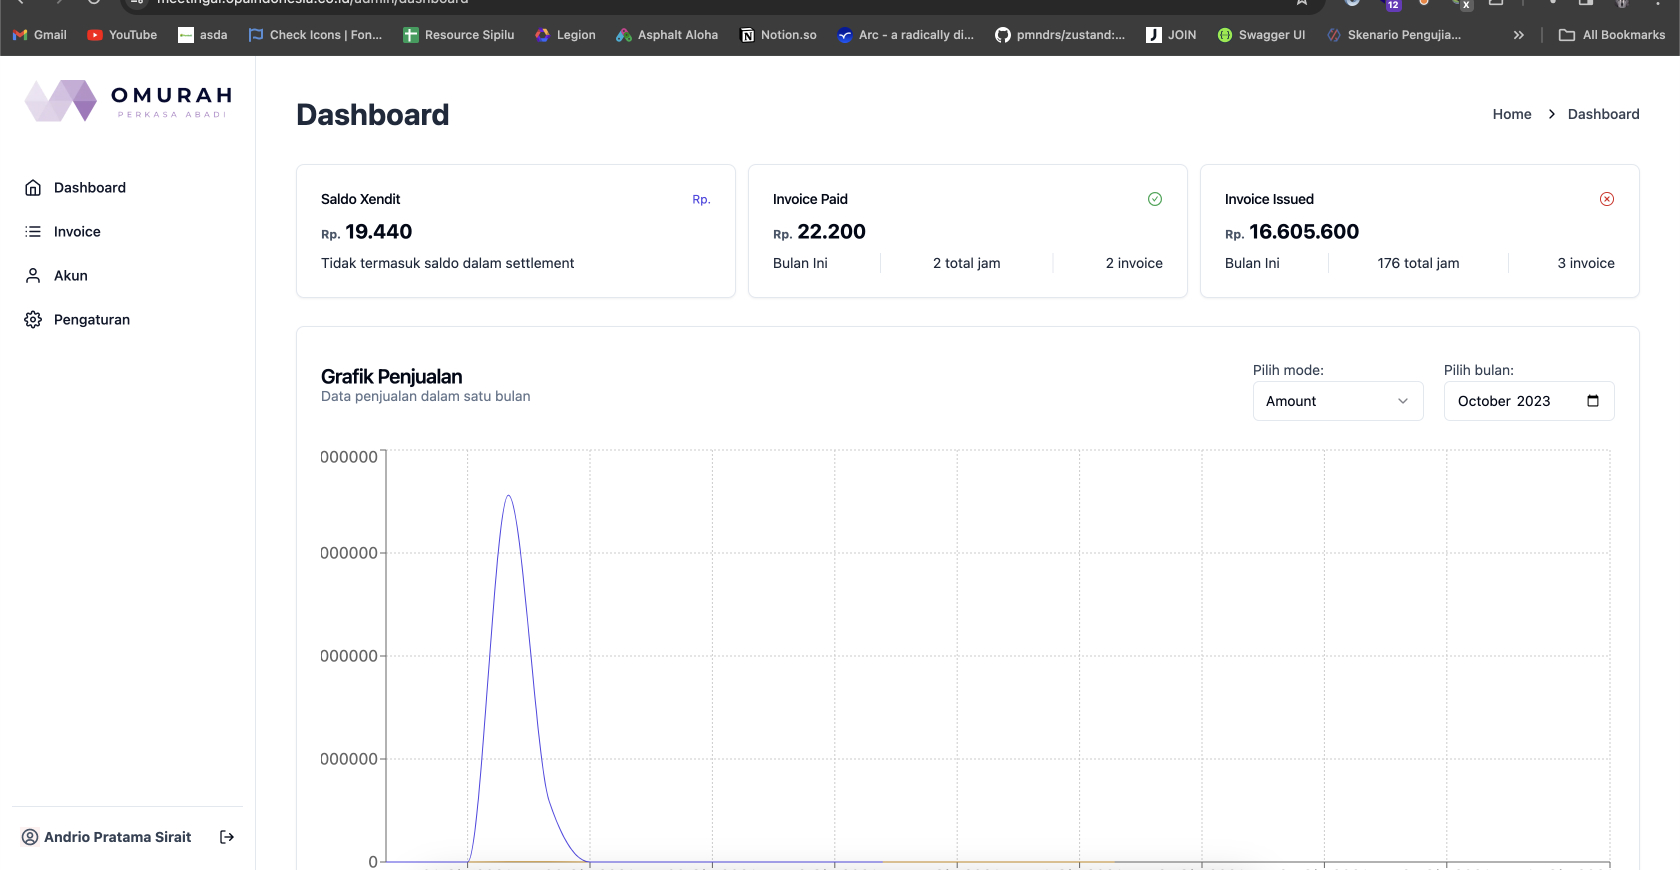 Gmail
YouTube
asda
Check Icons | Fon...
Resource Sipilu
Legion
Asphalt Aloha
Notion.so
Arc - a radically di...
pmndrs/zustand:...
JOIN
Swagger UI
Skenario Pengujia...
»
All Bookmarks
12
X
OMURAH
PERKASA ABADI
Dashboard
Invoice
Akun
Pengaturan
Andrio Pratama Sirait
Dashboard
Home > Dashboard
Saldo Xendit Rp.
Rp. 19.440
Tidak termasuk saldo dalam settlement
Invoice Paid
Rp. 22.200
Bulan Ini 2 total jam 2 invoice
Invoice Issued
Rp. 16.605.600
Bulan Ini 176 total jam 3 invoice
Grafik Penjualan
Data penjualan dalam satu bulan
Pilih mode:
Amount
Pilih bulan:
October 2023
000000
000000
000000
000000
0